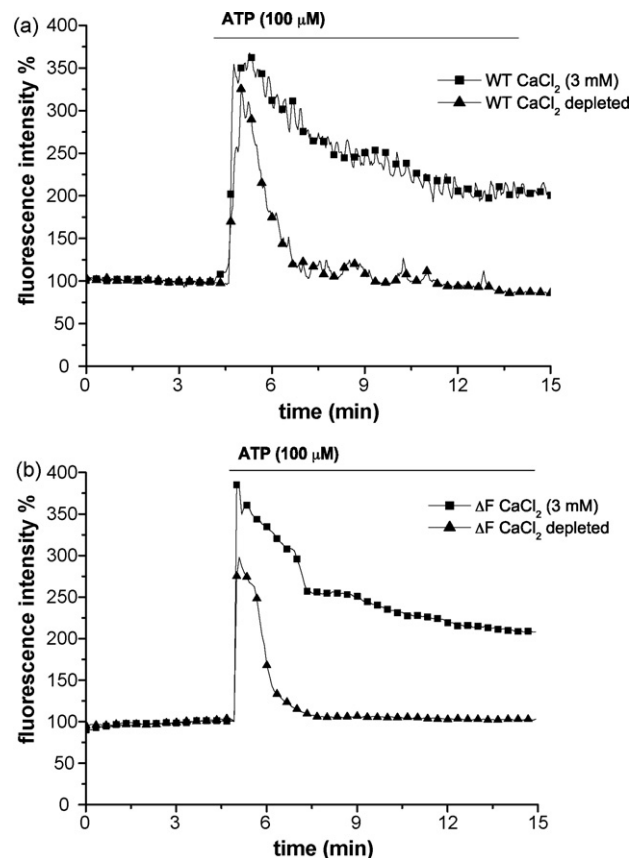 (a)
ATP (100 μM)
WT CaCl₂ (3 mM)
WT CaCl₂ depleted
fluorescence intensity %
400
350
300
250
200
150
100
50
0
0 3 6 9 12 15
time (min)
(b)
ATP (100 μM)
ΔF CaCl₂ (3 mM)
ΔF CaCl₂ depleted
fluorescence intensity %
400
350
300
250
200
150
100
50
0
0 3 6 9 12 15
time (min)